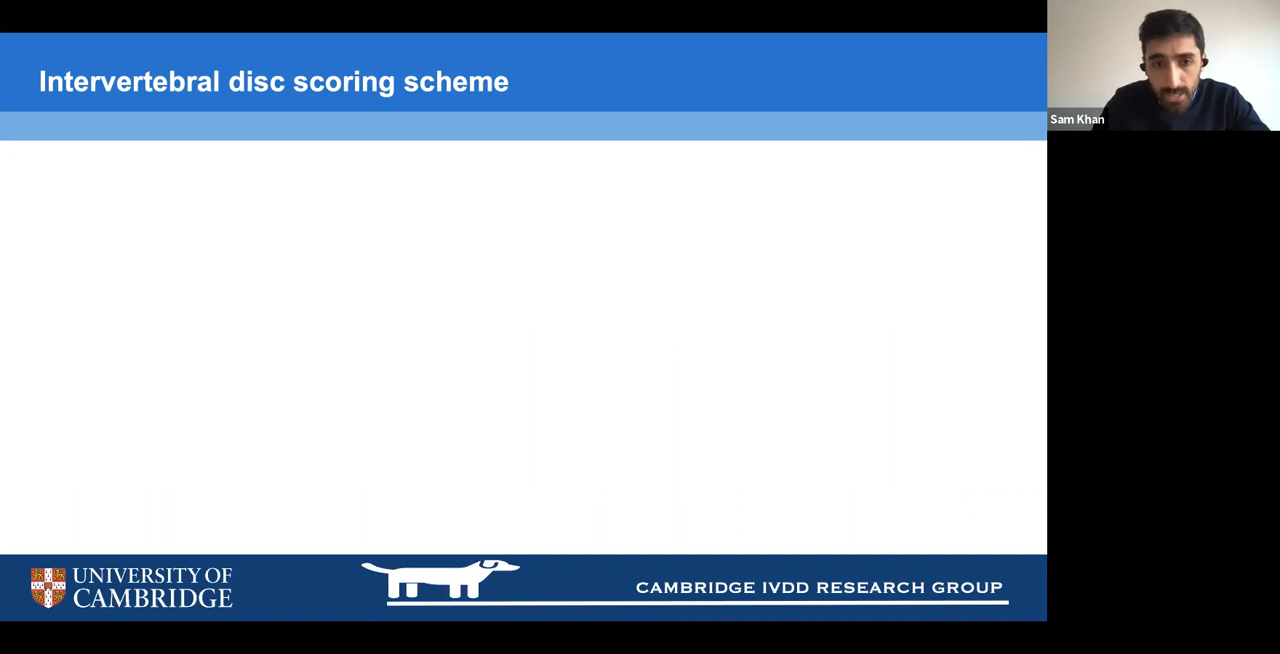 Intervertebral disc scoring scheme
Sam Khan
UNIVERSITY OF
CAMBRIDGE
CAMBRIDGE IVDD RESEARCH GROUP